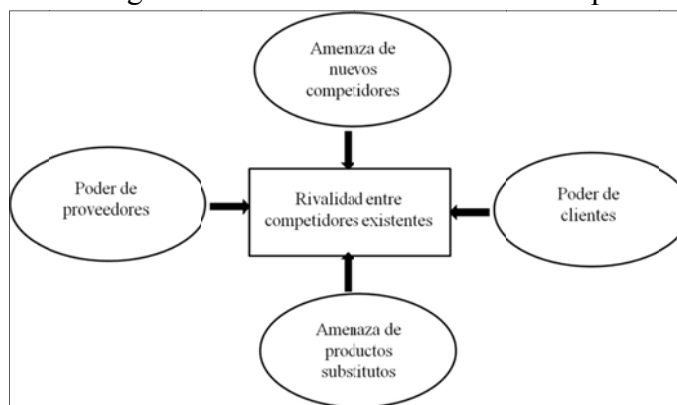 Amenaza de
nuevos
competidores
Poder de
proveedores
Rivalidad entre
competidores existentes
Poder de
clientes
Amenaza de
productos
substitutos